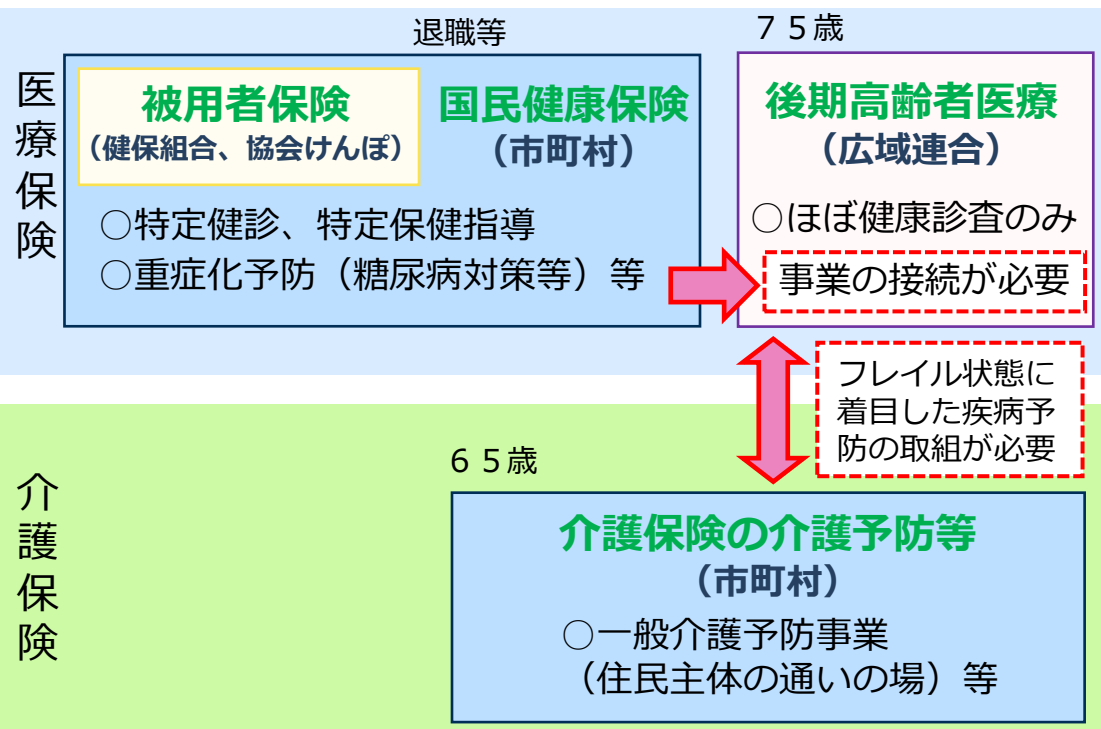 退職等
７５歳
医療保険
被用者保険
（健保組合、協会けんぽ）
国民健康保険
（市町村）
○特定健診、特定保健指導
○重症化予防（糖尿病対策等）等
後期高齢者医療
（広域連合）
○ほぼ健康診査のみ
事業の接続が必要
フレイル状態に
着目した疾病予
防の取組が必要
介護保険
６５歳
介護保険の介護予防等
（市町村）
○一般介護予防事業
（住民主体の通いの場）等